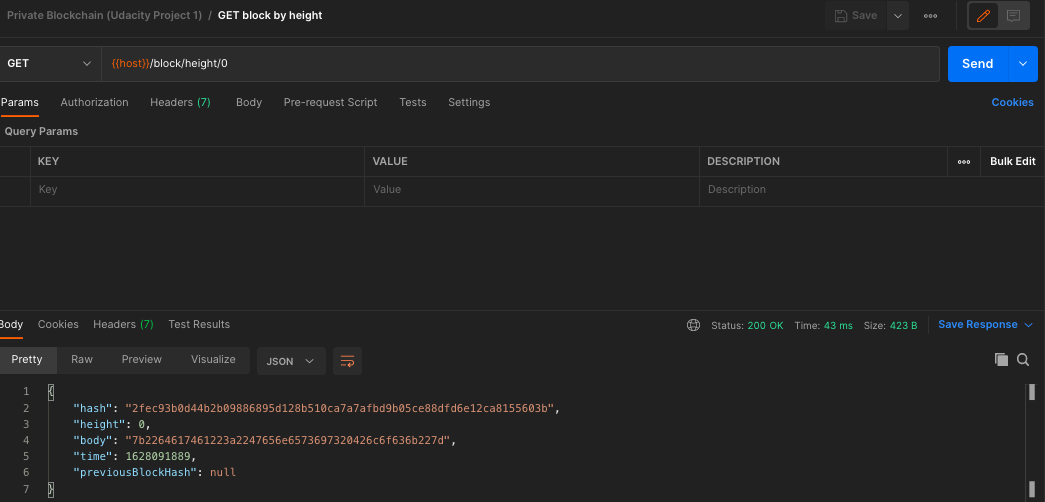 Private Blockchain (Udacity Project 1) / GET block by height
Save
GET {{host}}/block/height/0 Send
Params Authorization Headers (7) Body Pre-request Script Tests Settings Cookies
Query Params
KEY VALUE DESCRIPTION Bulk Edit
Key Value Description
Body Cookies Headers (7) Test Results Status: 200 OK Time: 43 ms Size: 423 B Save Response
Pretty Raw Preview Visualize JSON
1 {
2 "hash": "2fec93b0d44b2b09886895d128b510ca7a7afbd9b05ce88dfd6e12ca8155603b",
3 "height": 0,
4 "body": "7b2264617461223a2247656e6573697320426c6f636b227d",
5 "time": 1628091889,
6 "previousBlockHash": null
7 }